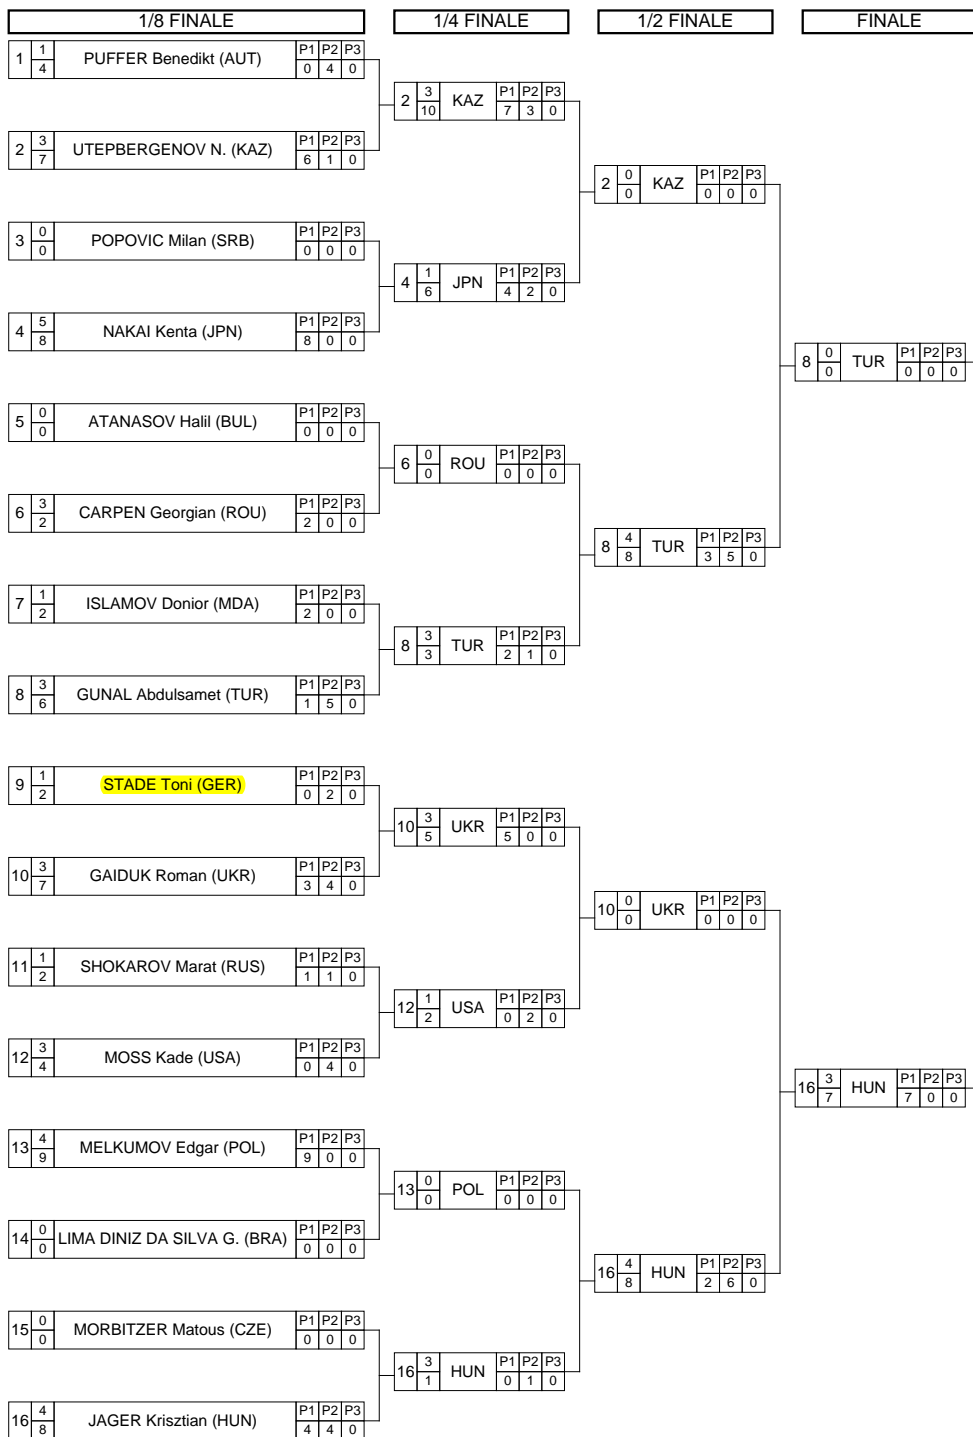 1/8 FINALE 1/4 FINALE 1/2 FINALE FINALE
1 1 4 PUFFER Benedikt (AUT) P1 P2 P3 0 4 0
2 3 10 KAZ P1 P2 P3 7 3 0
2 3 7 UTEPBERGENOV N. (KAZ) P1 P2 P3 6 1 0
2 0 0 KAZ P1 P2 P3 0 0 0
3 0 0 POPOVIC Milan (SRB) P1 P2 P3 0 0 0
4 1 6 JPN P1 P2 P3 4 2 0
4 5 8 NAKAI Kenta (JPN) P1 P2 P3 8 0 0
8 0 0 TUR P1 P2 P3 0 0 0
5 0 0 ATANASOV Halil (BUL) P1 P2 P3 0 0 0
6 0 0 ROU P1 P2 P3 0 0 0
6 3 2 CARPEN Georgian (ROU) P1 P2 P3 2 0 0
8 4 8 TUR P1 P2 P3 3 5 0
7 1 2 ISLAMOV Donior (MDA) P1 P2 P3 2 0 0
8 3 3 TUR P1 P2 P3 2 1 0
8 3 6 GUNAL Abdulsamet (TUR) P1 P2 P3 1 5 0
9 1 2 STADE Toni (GER) P1 P2 P3 0 2 0
10 3 5 UKR P1 P2 P3 5 0 0
10 3 7 GAIDUK Roman (UKR) P1 P2 P3 3 4 0
10 0 0 UKR P1 P2 P3 0 0 0
11 1 2 SHOKAROV Marat (RUS) P1 P2 P3 1 1 0
12 1 2 USA P1 P2 P3 0 2 0
12 3 4 MOSS Kade (USA) P1 P2 P3 0 4 0
16 3 7 HUN P1 P2 P3 7 0 0
13 4 9 MELKUMOV Edgar (POL) P1 P2 P3 9 0 0
13 0 0 POL P1 P2 P3 0 0 0
14 0 0 LIMA DINIZ DA SILVA G. (BRA) P1 P2 P3 0 0 0
16 4 8 HUN P1 P2 P3 2 6 0
15 0 0 MORBITZER Matous (CZE) P1 P2 P3 0 0 0
16 3 1 HUN P1 P2 P3 0 1 0
16 4 8 JAGER Krisztian (HUN) P1 P2 P3 4 4 0